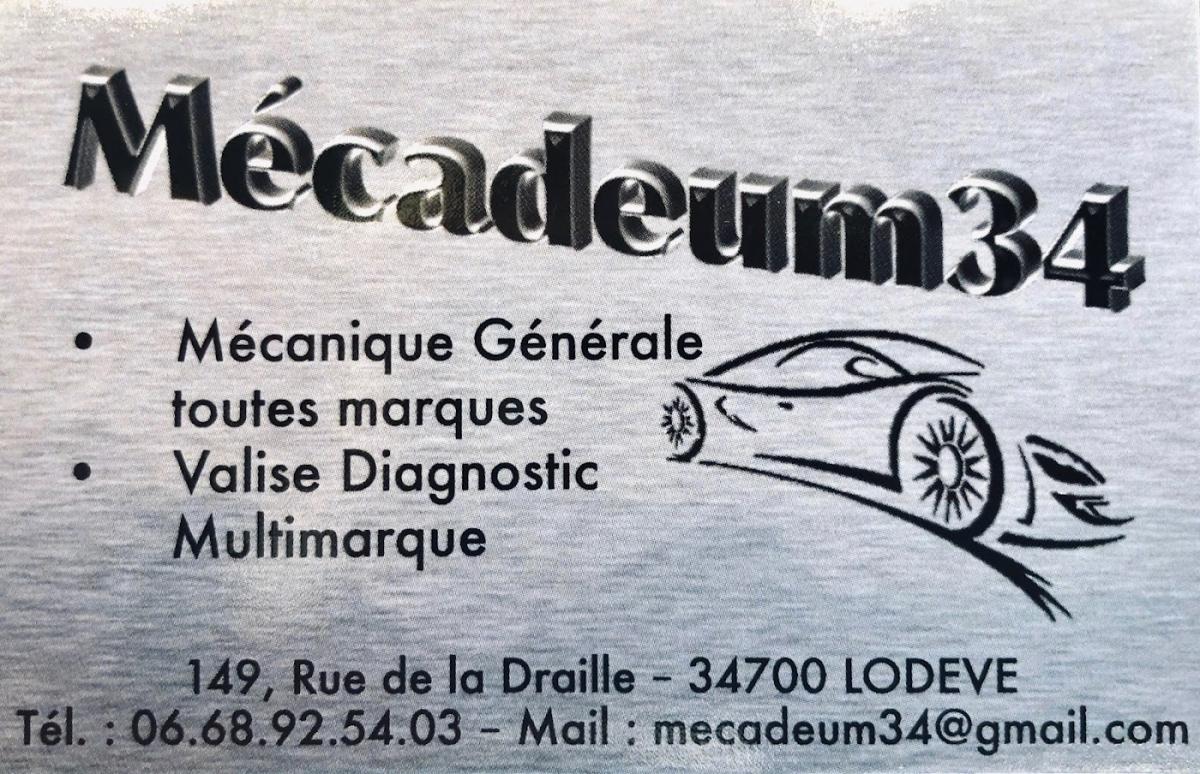 Mécadeum34
• Mécanique Générale
toutes marques
• Valise Diagnostic
Multimarque
149, Rue de la Draille - 34700 LODEVE
Tél. : 06.68.92.54.03 - Mail : mecadeum34@gmail.com